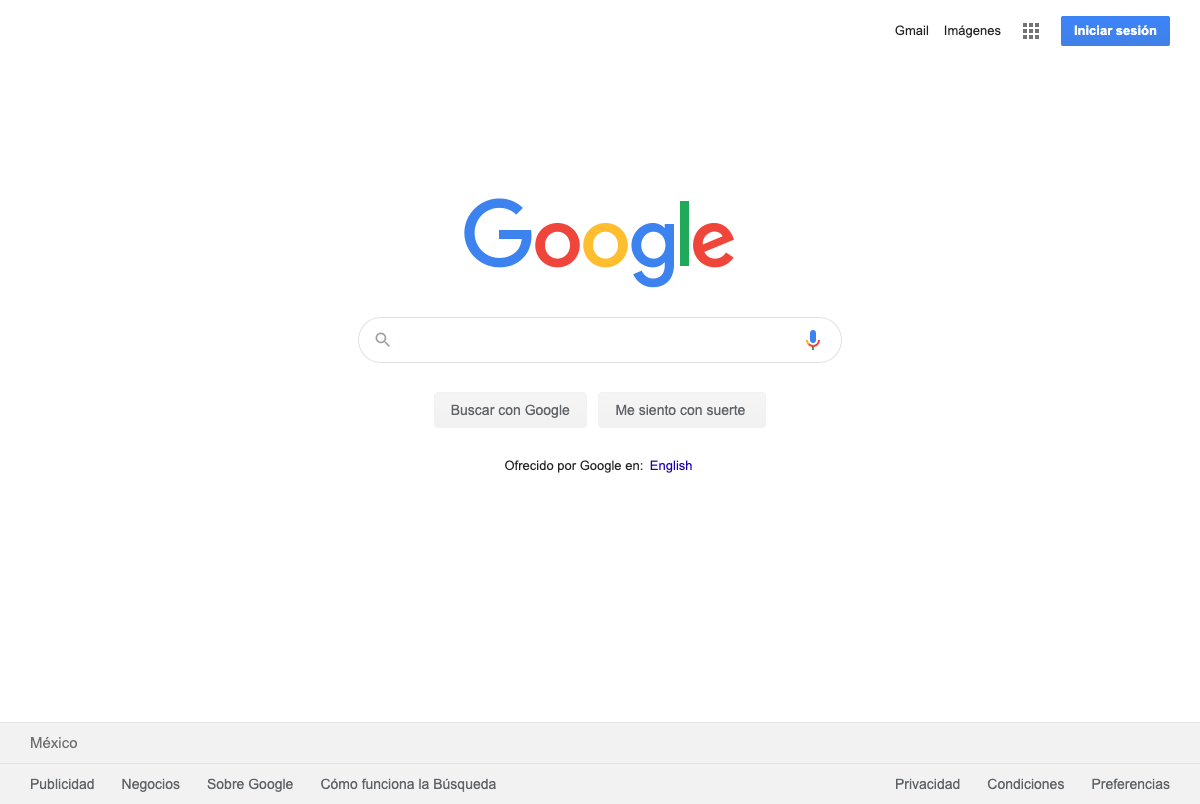 Gmail Imágenes Iniciar sesión
Google
Buscar con Google Me siento con suerte
Ofrecido por Google en: English
México
Publicidad Negocios Sobre Google Cómo funciona la Búsqueda Privacidad Condiciones Preferencias